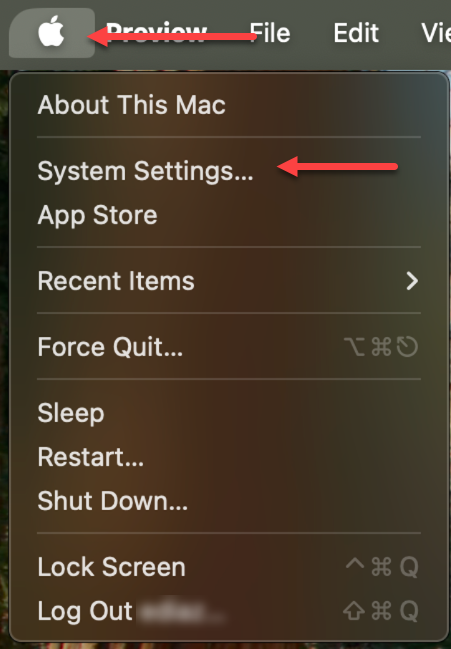 Preview File Edit
About This Mac
System Settings...
App Store
Recent Items
Force Quit... ⌥⌘⎋
Sleep
Restart...
Shut Down...
Lock Screen ^⌘Q
Log Out ⇧⌘Q